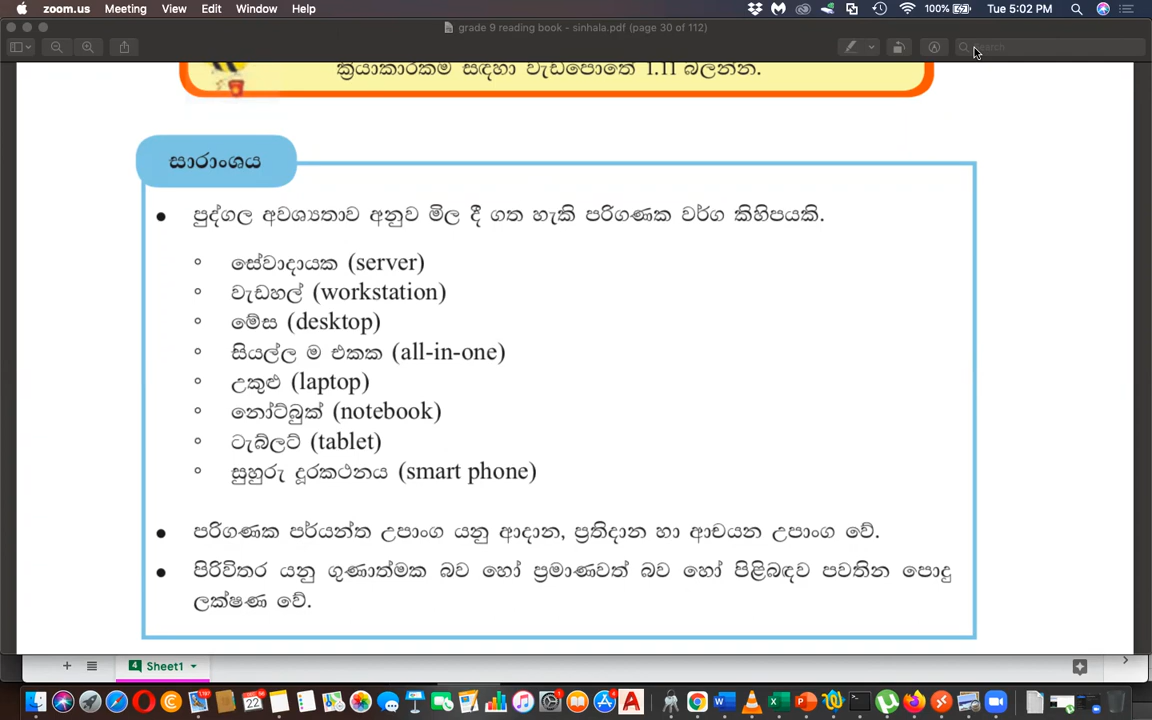 zoom.us Meeting View Edit Window Help 100% Tue 5:02 PM
grade 9 reading book - sinhala.pdf (page 30 of 112)
Search
ක්‍රියාකාරකම සඳහා වැඩපොතේ 1.11 බලන්න.
සාරාංශය
● පුද්ගල අවශ්‍යතාව අනුව මිල දී ගත හැකි පරිගණක වර්ග කිහිපයකි.
◦ සේවාදායක (server)
◦ වැඩහල් (workstation)
◦ මේස (desktop)
◦ සියල්ල ම එකක (all-in-one)
◦ උකුළු (laptop)
◦ නෝට්බුක් (notebook)
◦ ටැබ්ලට් (tablet)
◦ සුහුරු දූරකථනය (smart phone)
● පරිගණක පර්යන්ත උපාංග යනු ආදාන, ප්‍රතිදාන හා ආචයන උපාංග වේ.
● පිරිවිතර යනු ගුණාත්මක බව හෝ ප්‍රමාණවත් බව හෝ පිළිබඳව පවතින පොදු
ලක්ෂණ වේ.
4 Sheet1